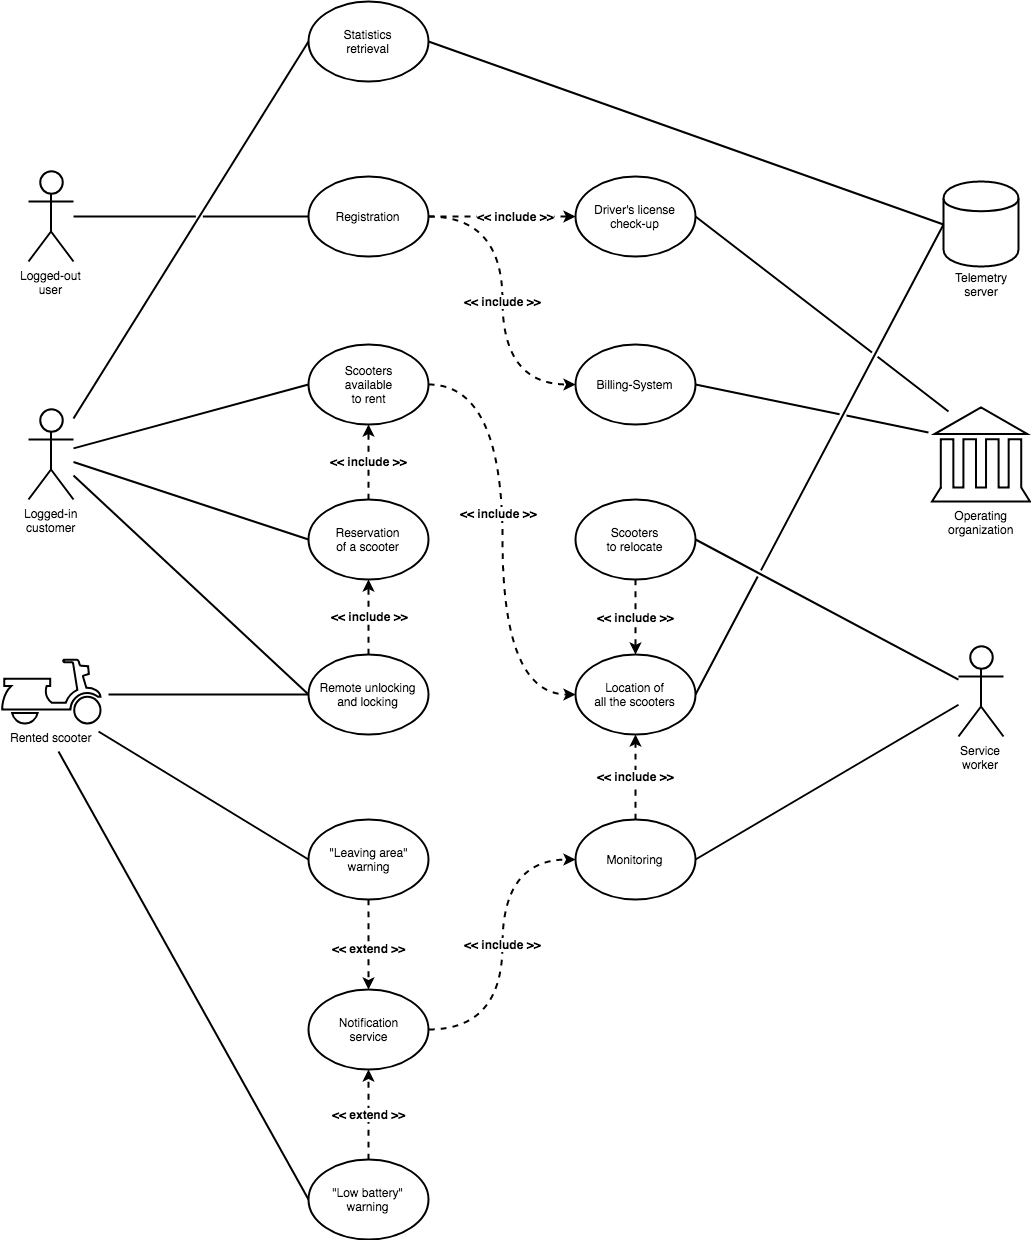 Statistics
retrieval
Registration
<< include >>
Driver's license
check-up
Logged-out
user
Telemetry
server
<< include >>
Scooters
available
to rent
Billing-System
<< include >>
Logged-in
customer
<< include >>
Operating
organization
Reservation
of a scooter
Scooters
to relocate
<< include >>
<< include >>
Remote unlocking
and locking
Location of
all the scooters
Rented scooter
Service
worker
<< include >>
"Leaving area"
warning
Monitoring
<< extend >>
<< include >>
Notification
service
<< extend >>
"Low battery"
warning